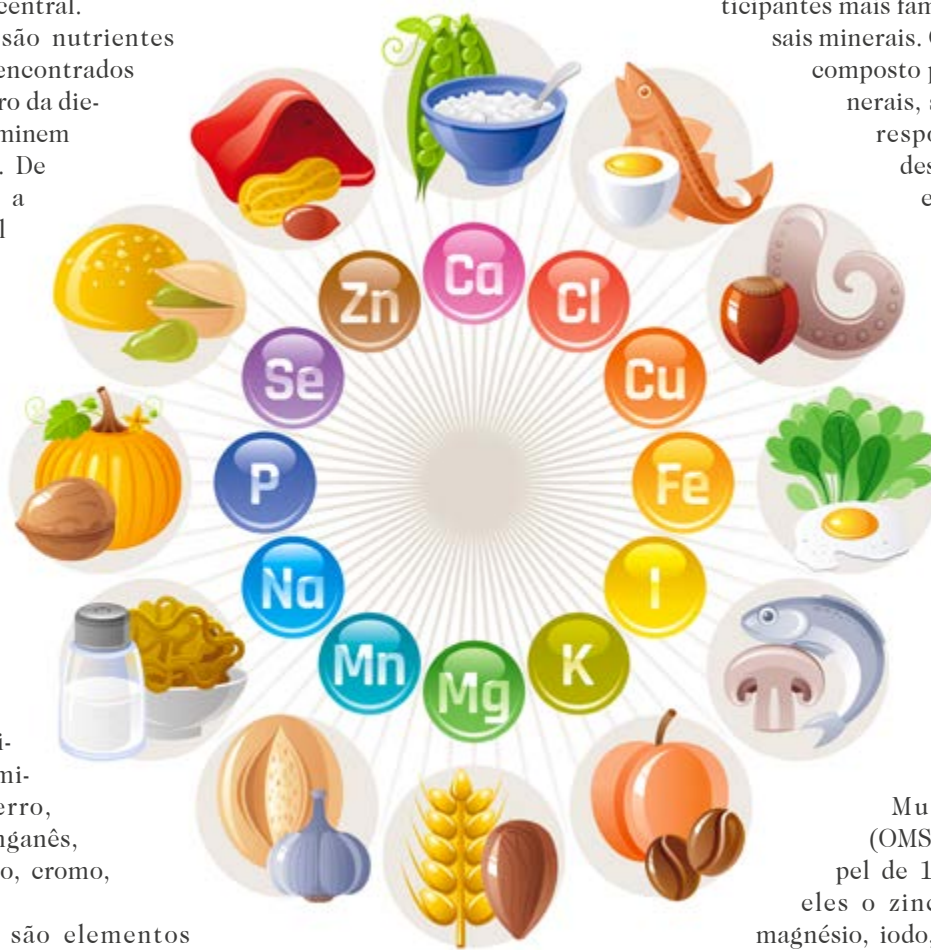 central.
são nutrientes
encontrados
ro da die-
minem
. De
a
l
ticipantes mais fam
sais minerais.
composto p
nerais, a
respo
des
e
Ca
Zn
Cl
Se
Cu
P
Fe
Na
I
Mn
K
Mg
i-
mi-
erro,
nganês,
o, cromo,
são elementos
Mu
(OMS
pel de 1
eles o zinc
magnésio, iodo,